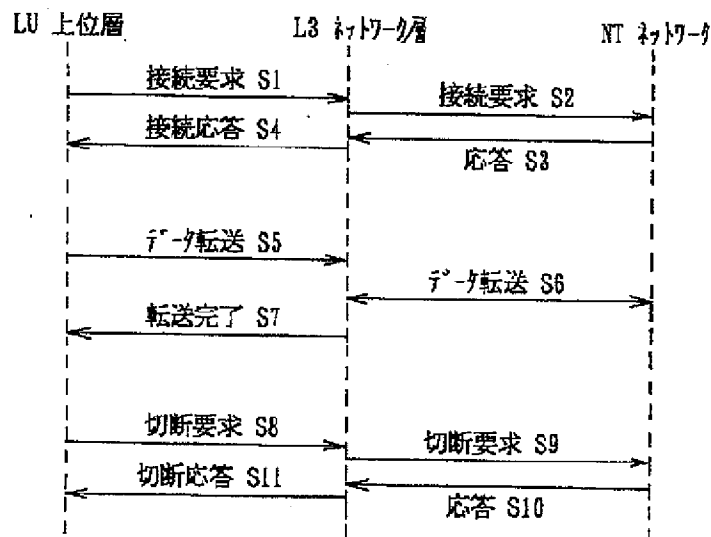 LU 上位層
L3 ネットワーク層
NT ネットワーク
接続要求 S1
接続要求 S2
接続応答 S4
応答 S3
データ転送 S5
データ転送 S6
転送完了 S7
切断要求 S8
切断要求 S9
切断応答 S11
応答 S10